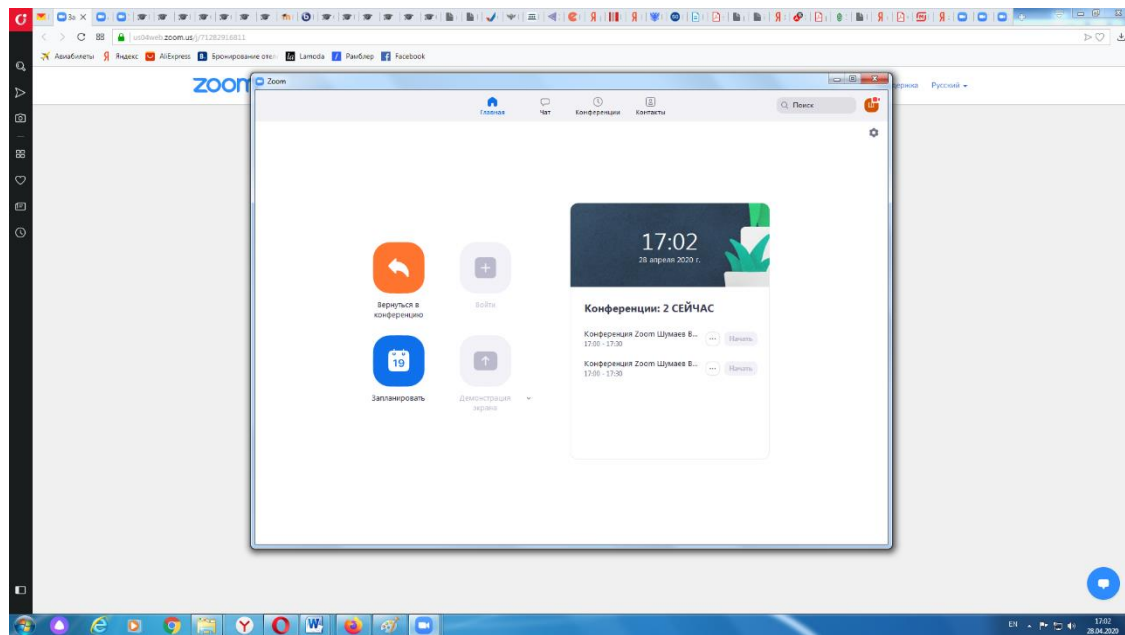 За
us04web.zoom.us/j/71282916811
Авиабилеты Яндекс AliExpress Бронирование отел Lamoda Рамблер Facebook
zoom
Русский
Zoom
Главная Чат Конференции Контакты
Поиск
17:02
28 апреля 2020 г.
Вернуться в
конференцию
Войти
Конференции: 2 СЕЙЧАС
Конференция Zoom Шумаев В...
17:00 - 17:30
Начать
Конференция Zoom Шумаев В...
17:00 - 17:30
Начать
19
Запланировать
Демонстрация
экрана
EN
17:02
28.04.2020